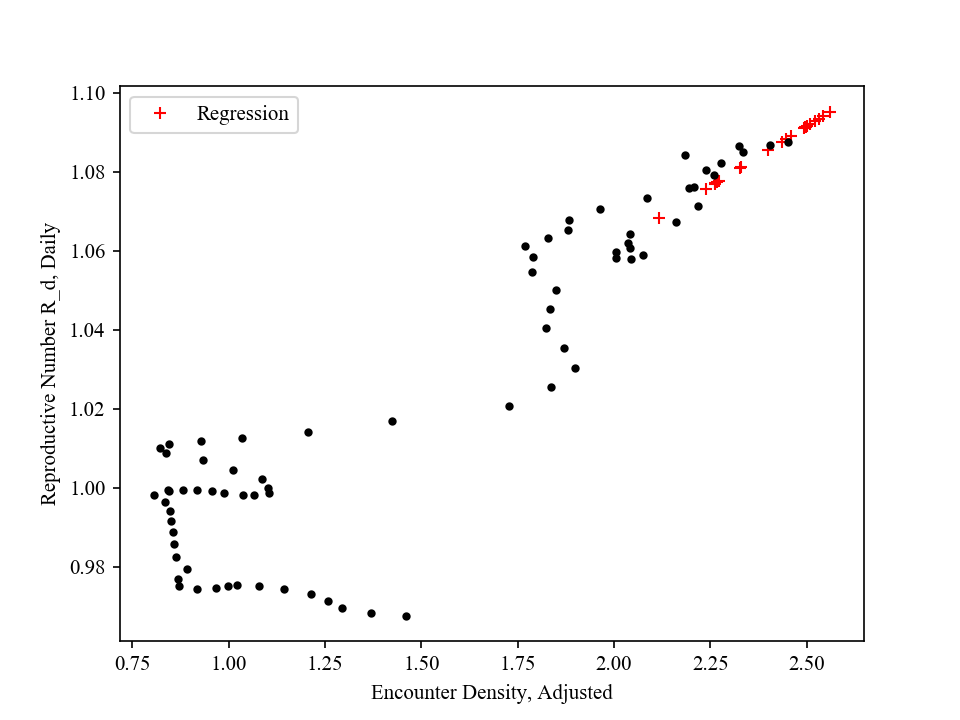 Regression
1.10
1.08
1.06
1.04
1.02
1.00
0.98
Reproductive Number R_d, Daily
0.75 1.00 1.25 1.50 1.75 2.00 2.25 2.50
Encounter Density, Adjusted